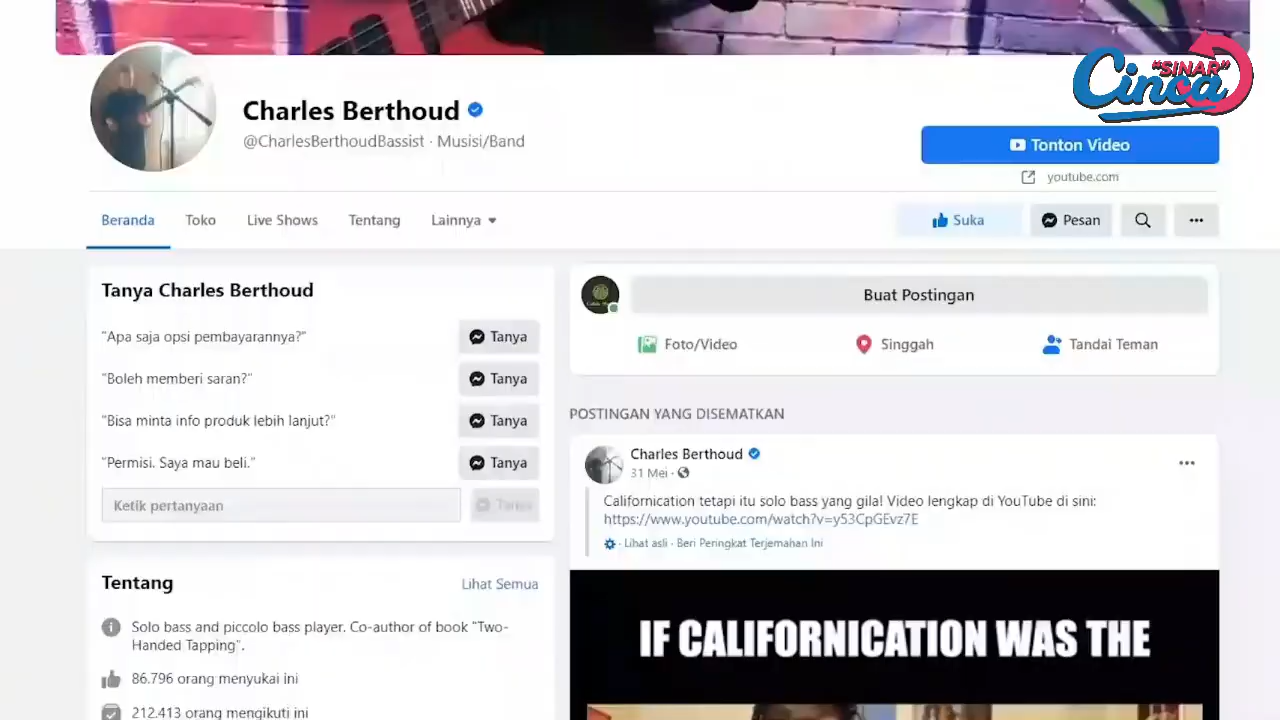 "SINAR"
Cinca
Charles Berthoud
@CharlesBerthoudBassist · Musisi/Band
Tonton Video
youtube.com
Beranda
Toko
Live Shows
Tentang
Lainnya
Suka
Pesan
Tanya Charles Berthoud
"Apa saja opsi pembayarannya?"
Tanya
"Boleh memberi saran?"
Tanya
"Bisa minta info produk lebih lanjut?"
Tanya
"Permisi. Saya mau beli."
Tanya
Ketik pertanyaan
Tanya
Tentang
Lihat Semua
Solo bass and piccolo bass player. Co-author of book "Two-
Handed Tapping".
86.796 orang menyukai ini
212.413 orang mengikuti ini
Buat Postingan
Foto/Video
Singgah
Tandai Teman
POSTINGAN YANG DISEMATKAN
Charles Berthoud
31 Mei ·
Californication tetapi itu solo bass yang gila! Video lengkap di YouTube di sini:
https://www.youtube.com/watch?v=y53CpGEvz7E
· Lihat asli · Beri Peringkat Terjemahan Ini
IF CALIFORNICATION WAS THE